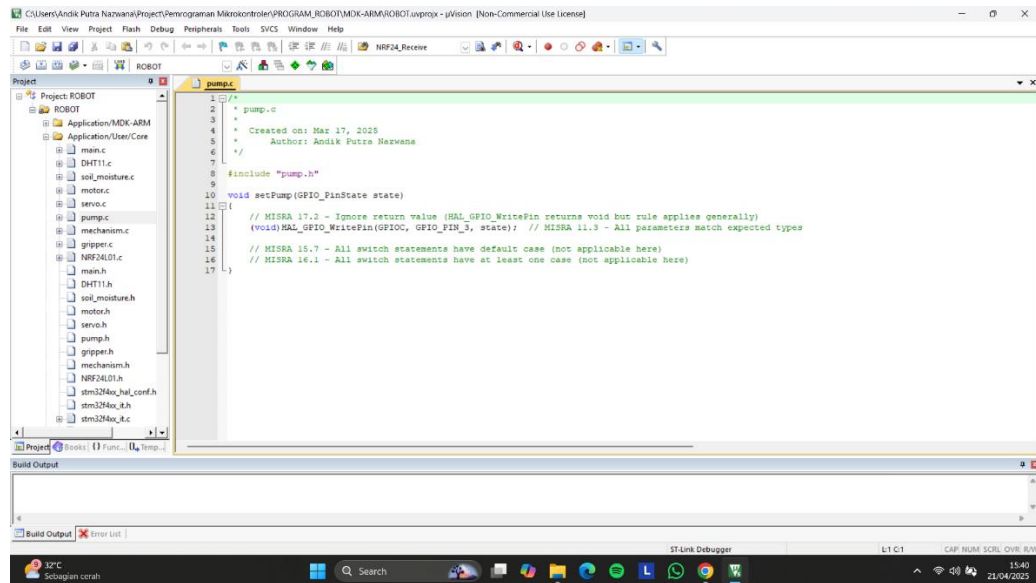 C:\Users\Andik Putra Nazwana\Project\Pemrograman Mikrokontroler\PROGRAM_ROBOT\MDK-ARM\ROBOT.uvprojx - µVision [Non-Commercial Use License]
File Edit View Project Flash Debug Peripherals Tools SVCS Window Help
NRF24_Receive
ROBOT
Project
pump.c
Project: ROBOT
ROBOT
Application/MDK-ARM
Application/User/Core
main.c
DHT11.c
soil_moisture.c
motor.c
servo.c
pump.c
mechanism.c
gripper.c
NRF24L01.c
main.h
DHT11.h
soil_moisture.h
motor.h
servo.h
pump.h
gripper.h
mechanism.h
NRF24L01.h
stm32f4xx_hal_conf.h
stm32f4xx_it.h
stm32f4xx_it.c
1 /*
2 * pump.c
3 *
4 * Created on: Mar 17, 2025
5 * Author: Andik Putra Nazwana
6 */
7
8 #include "pump.h"
9
10 void setPump(GPIO_PinState state)
11 {
12 // MISRA 17.2 - Ignore return value (HAL_GPIO_WritePin returns void but rule applies generally)
13 (void)HAL_GPIO_WritePin(GPIOC, GPIO_PIN_3, state); // MISRA 11.3 - All parameters match expected types
14
15 // MISRA 15.7 - All switch statements have default case (not applicable here)
16 // MISRA 16.1 - All switch statements have at least one case (not applicable here)
17 }
Project Books {} Func... Temp...
Build Output
Build Output Error List
ST-Link Debugger L:1 C:1 CAP NUM SCRL OVR R/W
32°C
Sebagian cerah
Search
L
15:40
21/04/2025